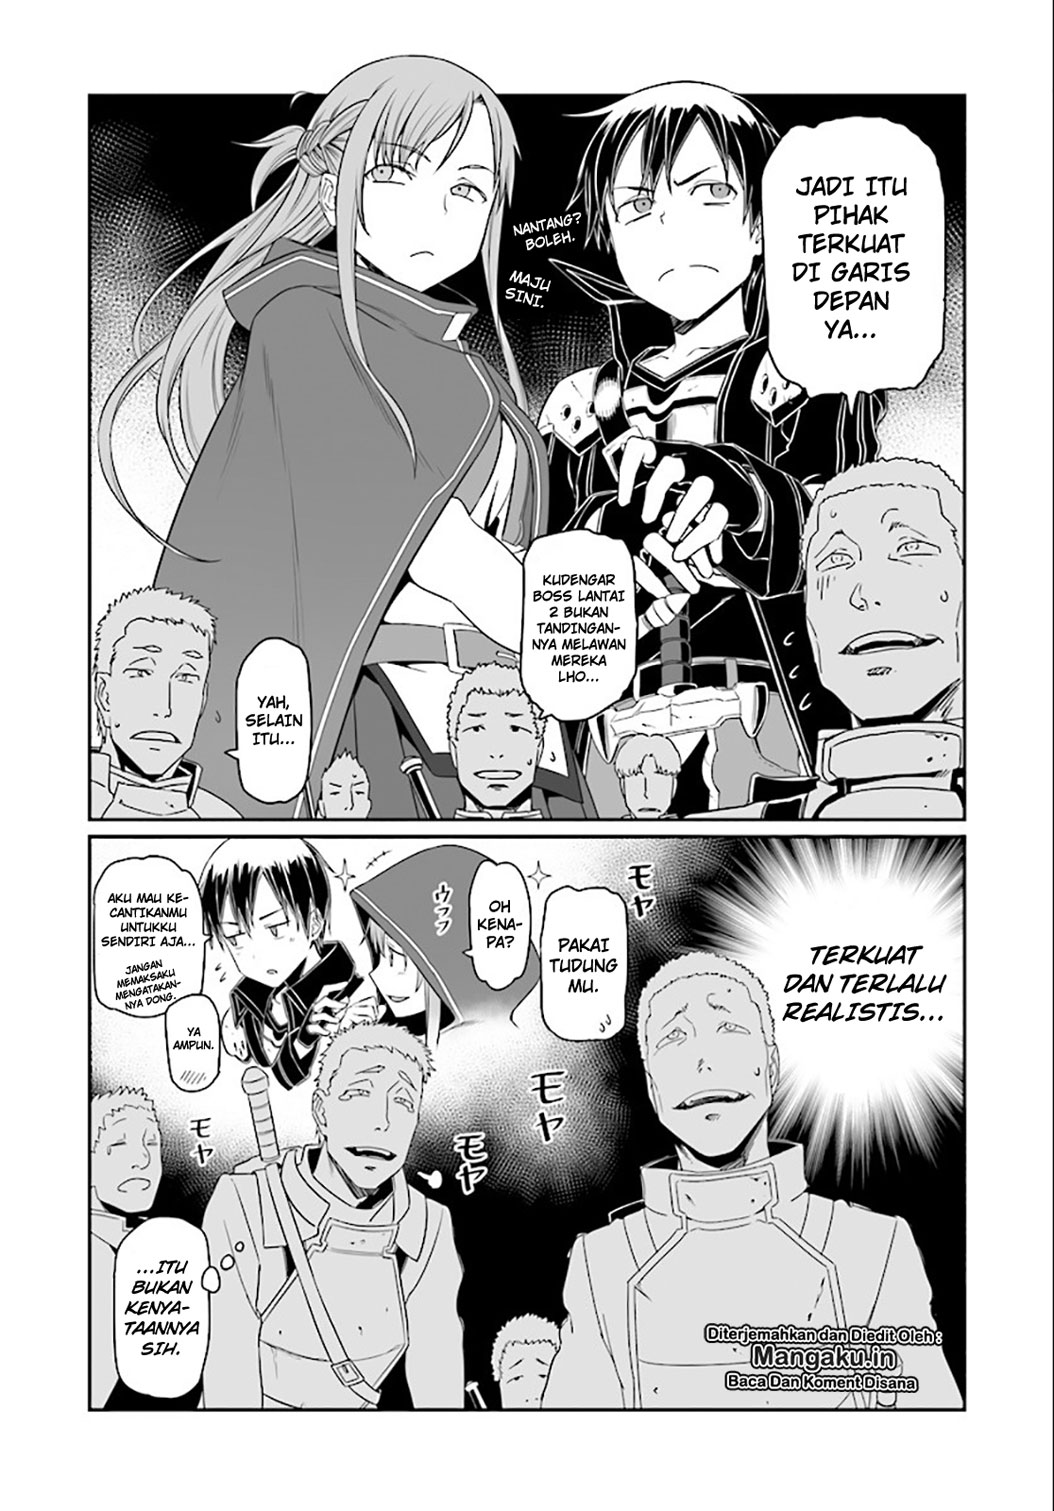 JADI ITU
PIHAK
TERKUAT
DI GARIS
DEPAN
YA...
NANTANG?
BOLEH.
MAJU
SINI.
KUDENGAR
BOSS LANTAI
2 BUKAN
TANDINGAN-
NYA MELAWAN
MEREKA
LHO...
YAH,
SELAIN
ITU...
TERKUAT
DAN TERLALU
REALISTIS...
モヤ
PAKAI
TUDUNG
MU.
OH
KENA-
PA?
ウフフ
AKU MAU KE-
CANTIKANMU
UNTUKKU
SENDIRI AJA...
JANGAN
MEMAKSAKU
MENGATAKAN-
NYA DONG.
YA
AMPUN.
モヤ
モヤ
モヤ
...ITU
BUKAN
KENYA-
TAANNYA
SIH.
Diterjemahkan dan Diedit Oleh :
Mangaku.in
Baca Dan Koment Disana